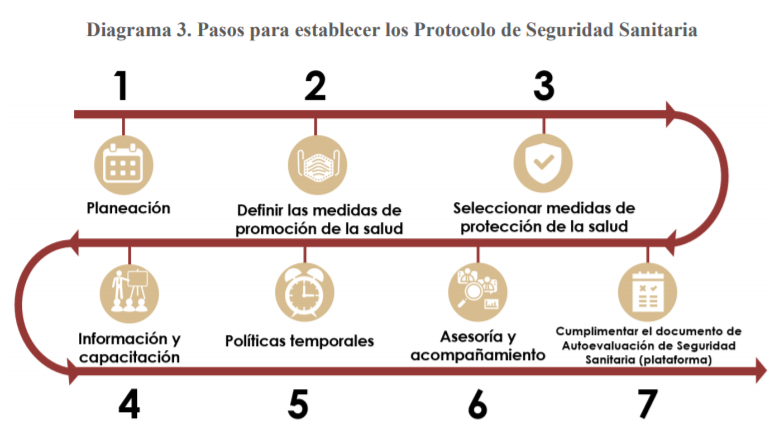 Diagrama 3. Pasos para establecer los Protocolo de Seguridad Sanitaria
1
2
3
Planeación
Definir las medidas de
promoción de la salud
Seleccionar medidas de
protección de la salud
Información y
capacitación
Políticas temporales
Asesoría y
acompañamiento
Cumplimentar el documento de
Autoevaluación de Seguridad
Sanitaria (plataforma)
4
5
6
7